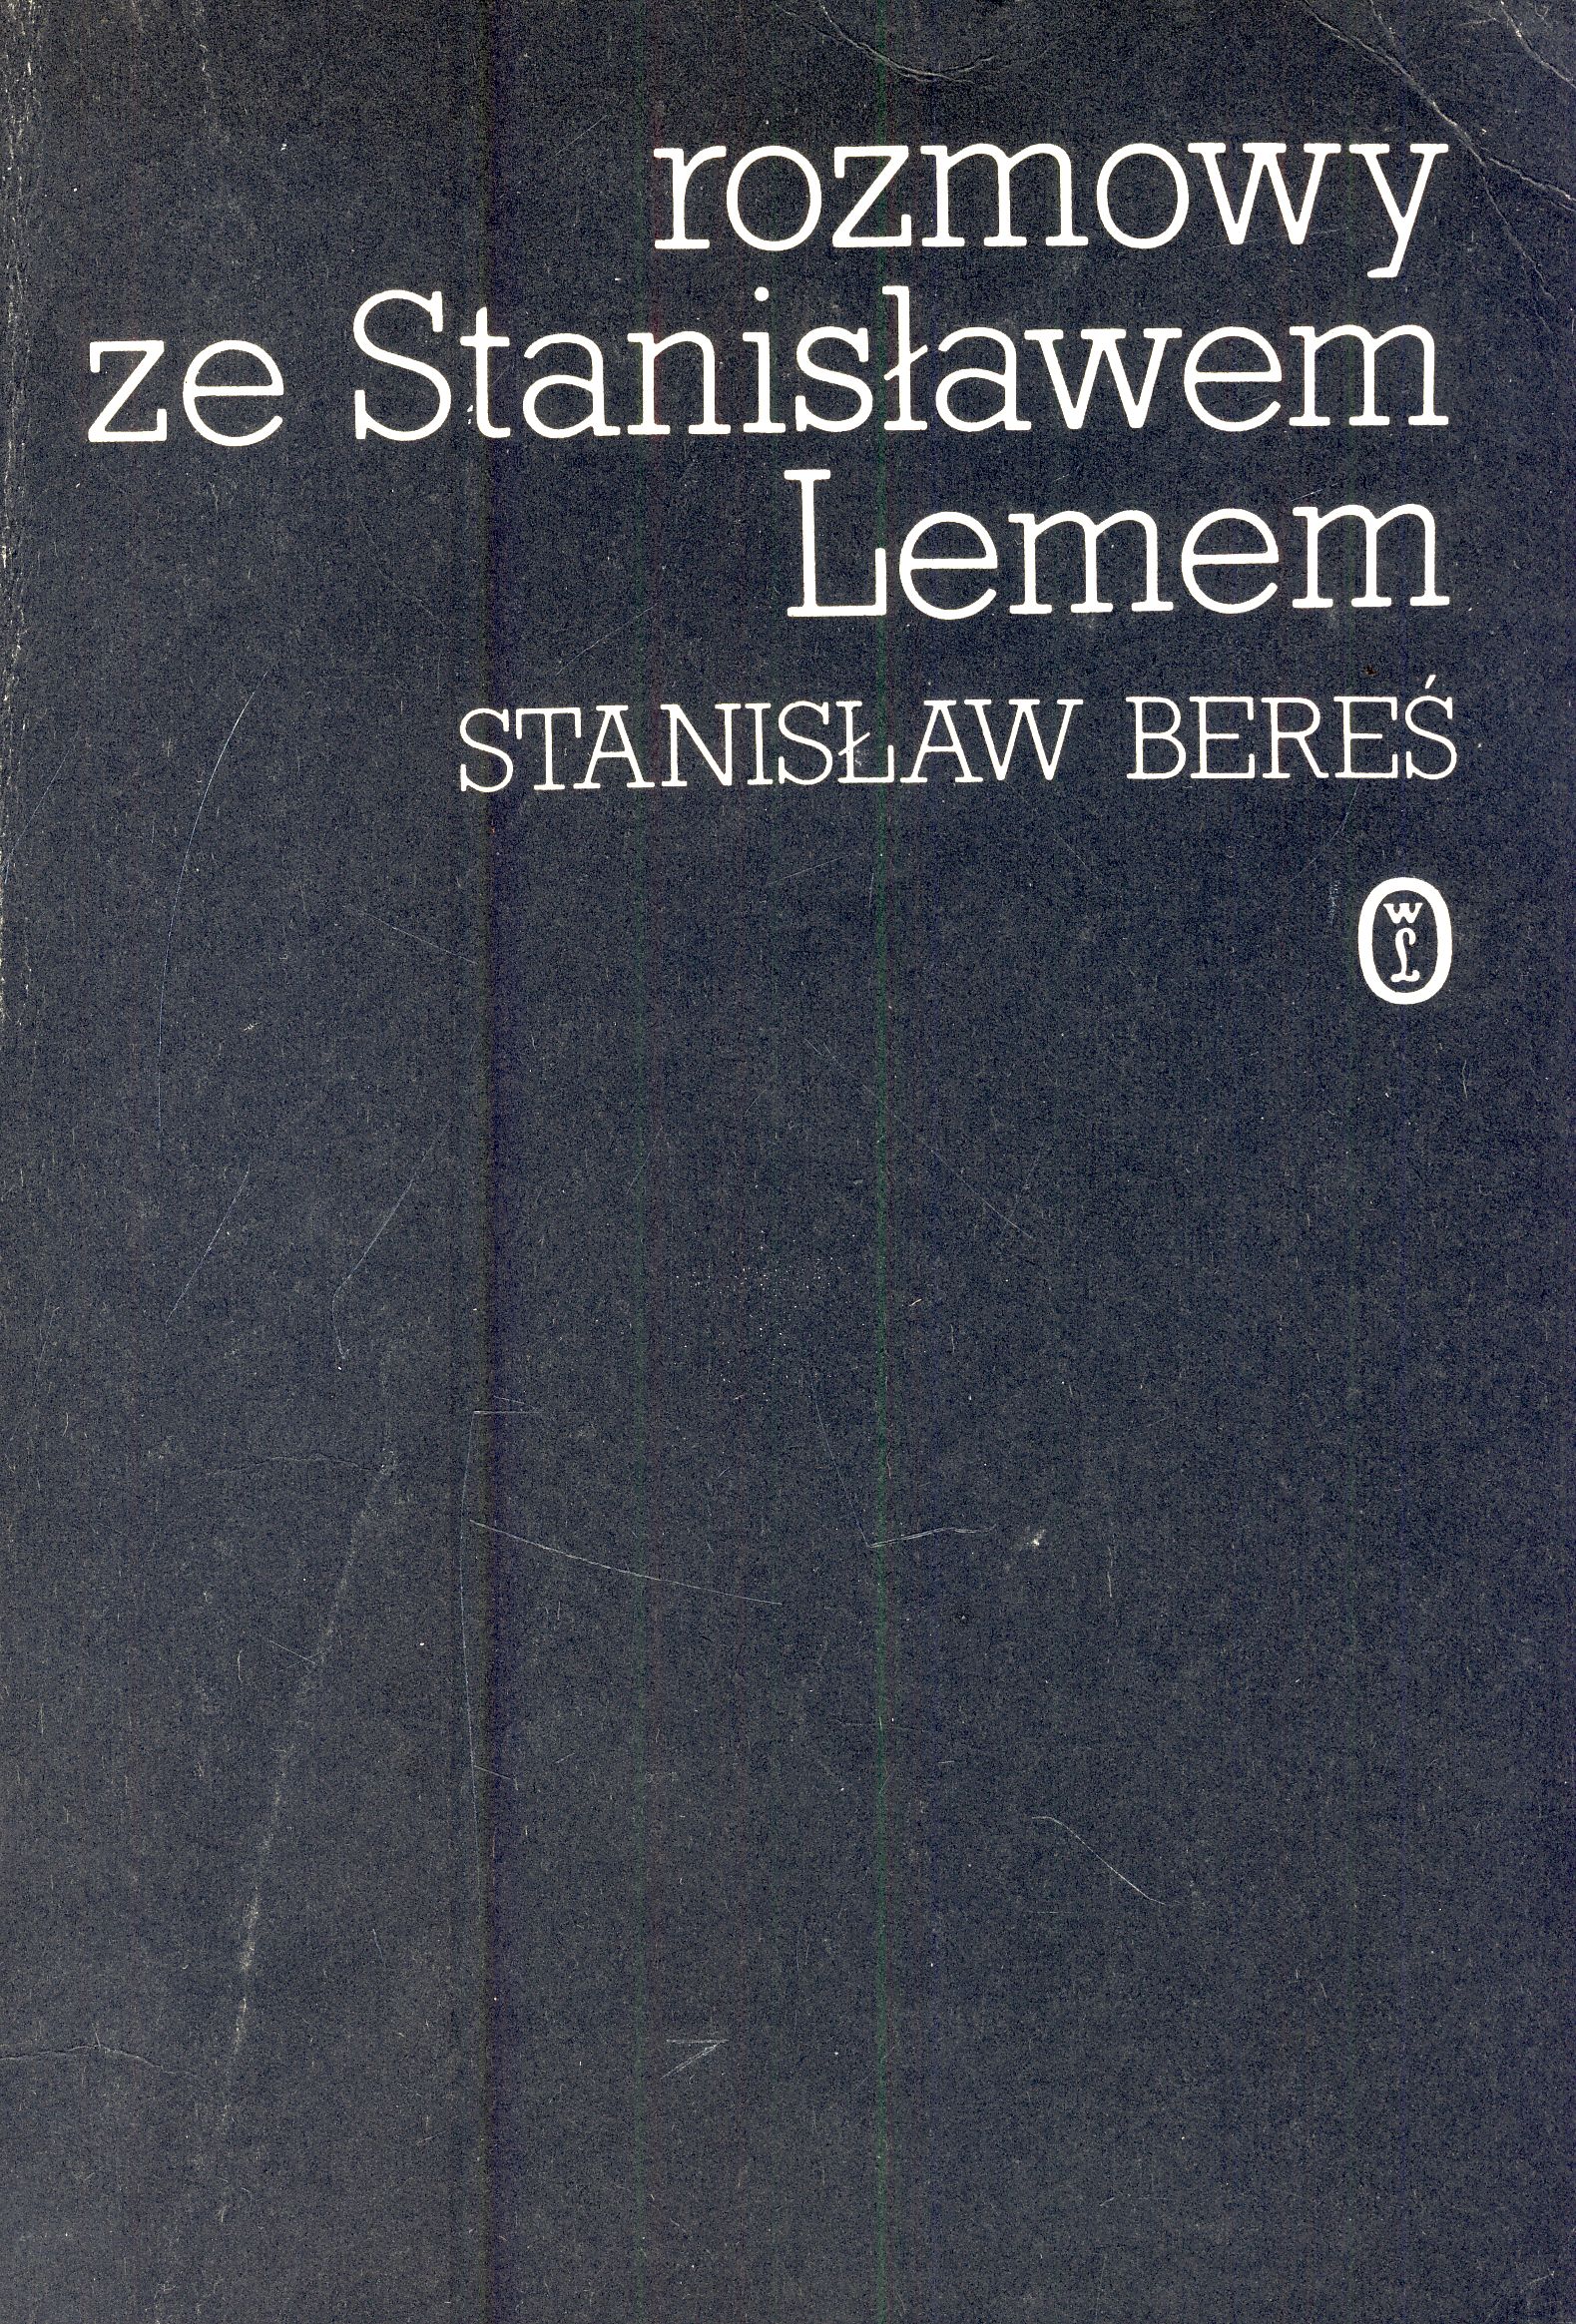 rozmowy
ze Stanisławem
Lemem
STANISŁAW BEREŚ
W
L